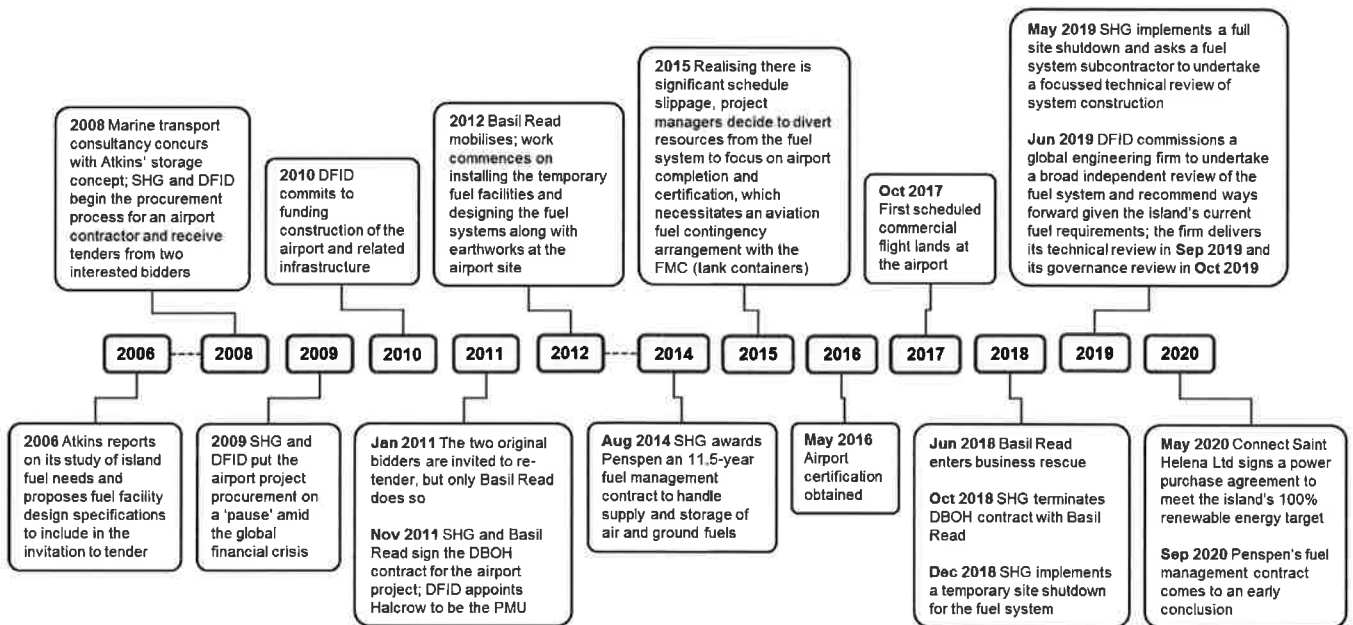 2008 Marine transport
consultancy concurs
with Atkins' storage
concept; SHG and DFID
begin the procurement
process for an airport
contractor and receive
tenders from two
interested bidders
2010 DFID
commits to
funding
construction of the
airport and related
infrastructure
2012 Basil Read
mobilises; work
commences on
installing the temporary
fuel facilities and
designing the fuel
systems along with
earthworks at the
airport site
2015 Realising there is
significant schedule
slippage, project
managers decide to divert
resources from the fuel
system to focus on airport
completion and
certification, which
necessitates an aviation
fuel contingency
arrangement with the
FMC (tank containers)
Oct 2017
First scheduled
commercial
flight lands at
the airport
May 2019 SHG implements a full
site shutdown and asks a fuel
system subcontractor to undertake
a focussed technical review of
system construction
Jun 2019 DFID commissions a
global engineering firm to undertake
a broad independent review of the
fuel system and recommend ways
forward given the island's current
fuel requirements; the firm delivers
its technical review in Sep 2019 and
its governance review in Oct 2019
2006 2008 2009 2010 2011 2012 2014 2015 2016 2017 2018 2019 2020
2006 Atkins reports
on its study of island
fuel needs and
proposes fuel facility
design specifications
to include in the
invitation to tender
2009 SHG and
DFID put the
airport project
procurement on
a 'pause' amid
the global
financial crisis
Jan 2011 The two original
bidders are invited to re-
tender, but only Basil Read
does so
Nov 2011 SHG and Basil
Read sign the DBOH
contract for the airport
project; DFID appoints
Halcrow to be the PMU
Aug 2014 SHG awards
Penspen an 11.5-year
fuel management
contract to handle
supply and storage of
air and ground fuels
May 2016
Airport
certification
obtained
Jun 2018 Basil Read
enters business rescue
Oct 2018 SHG terminates
DBOH contract with Basil
Read
Dec 2018 SHG implements
a temporary site shutdown
for the fuel system
May 2020 Connect Saint
Helena Ltd signs a power
purchase agreement to
meet the island's 100%
renewable energy target
Sep 2020 Penspen's fuel
management contract
comes to an early
conclusion